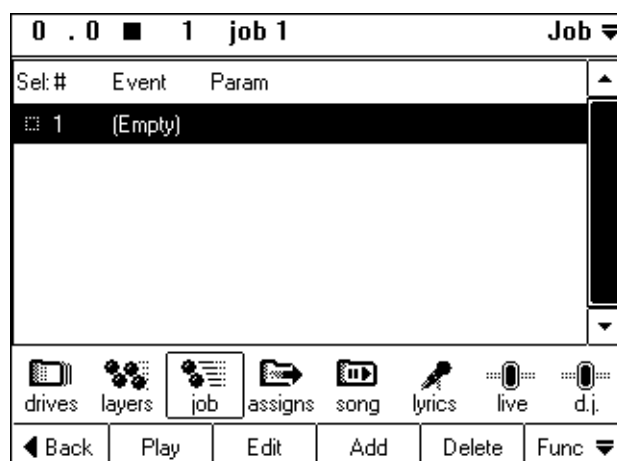 0 . 0 1 job 1 Job
Sel: # Event Param
1 (Empty)
drives layers job assigns song lyrics live d.j.
Back Play Edit Add Delete Func